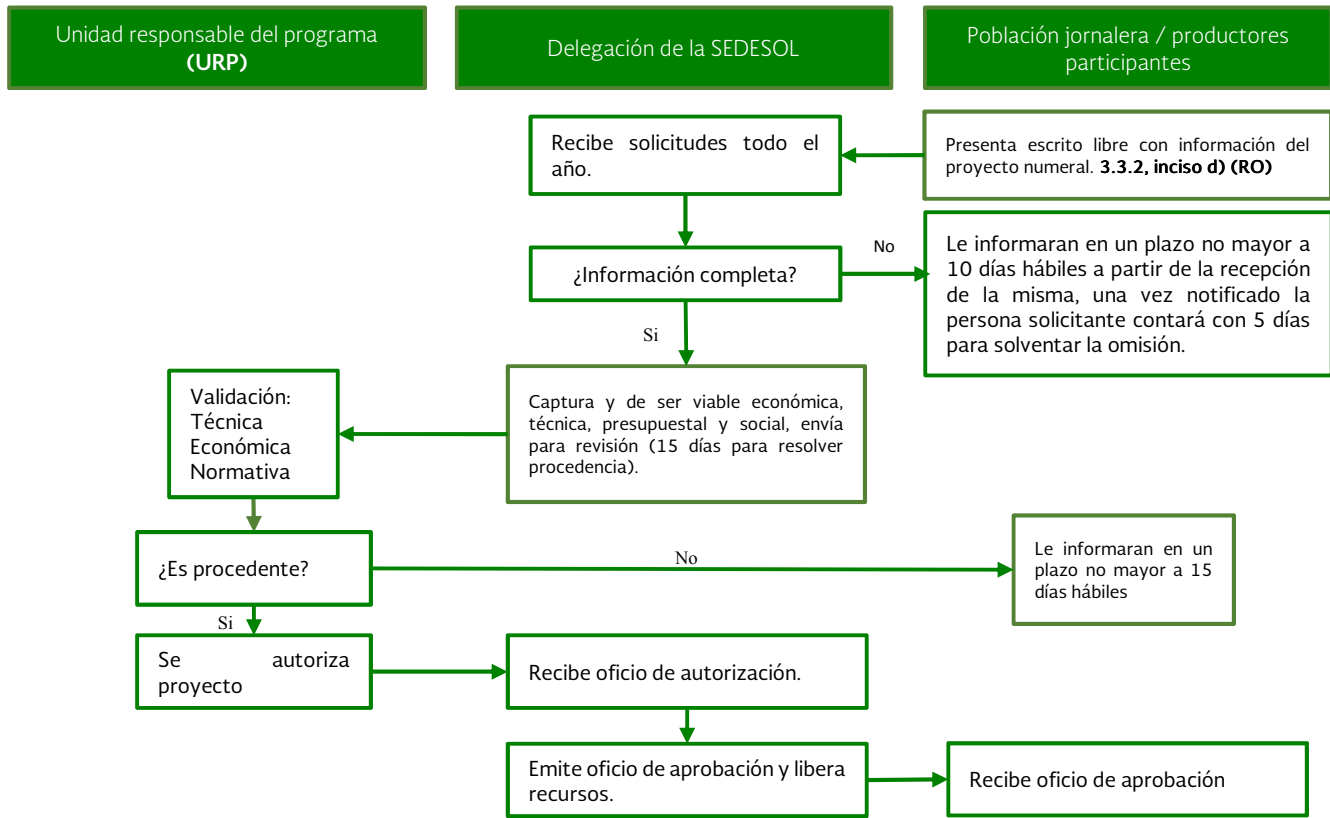 Unidad responsable del programa
(URP)
Delegación de la SEDESOL
Población jornalera / productores
participantes
Recibe solicitudes todo el
año.
Presenta escrito libre con información del
proyecto numeral. 3.3.2, inciso d) (RO)
¿Información completa?
No
Le informaran en un plazo no mayor a
10 días hábiles a partir de la recepción
de la misma, una vez notificado la
persona solicitante contará con 5 días
para solventar la omisión.
Si
Validación:
Técnica
Económica
Normativa
Captura y de ser viable económica,
técnica, presupuestal y social, envía
para revisión (15 días para resolver
procedencia).
¿Es procedente?
No
Le informaran en un
plazo no mayor a 15
días hábiles
Si
Se autoriza
proyecto
Recibe oficio de autorización.
Emite oficio de aprobación y libera
recursos.
Recibe oficio de aprobación